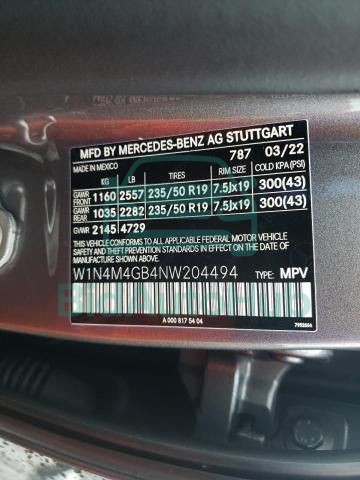 MFD BY MERCEDES-BENZ AG STUTTGART
MADE IN MEXICO 787 03/22
KG LB TIRES RIM SIZE COLD KPA(PSI)
GAWR FRONT 1160 2557 235/50 R19 7.5Jx19 300(43)
GAWR REAR 1035 2282 235/50 R19 7.5Jx19 300(43)
GVWR 2145 4729
THIS VEHICLE CONFORMS TO ALL APPLICABLE U.S. FEDERAL MOTOR VEHICLE
SAFETY AND THEFT PREVENTION STANDARDS IN EFFECT
ON THE DATE OF MANUFACTURE SHOWN ABOVE.
W1N4M4GB4NW204494 TYPE: MPV
BidAutoHub
A 000 817 54 04
7952664